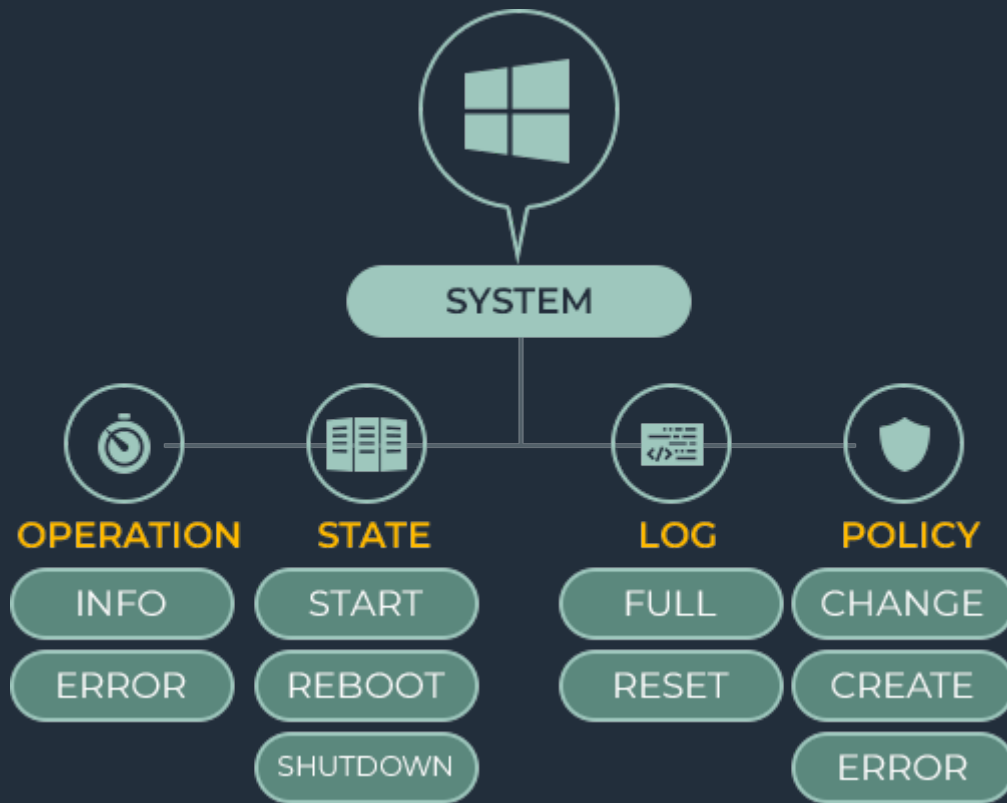 SYSTEM
OPERATION
INFO
ERROR
STATE
START
REBOOT
SHUTDOWN
LOG
</>
FULL
RESET
POLICY
CHANGE
CREATE
ERROR